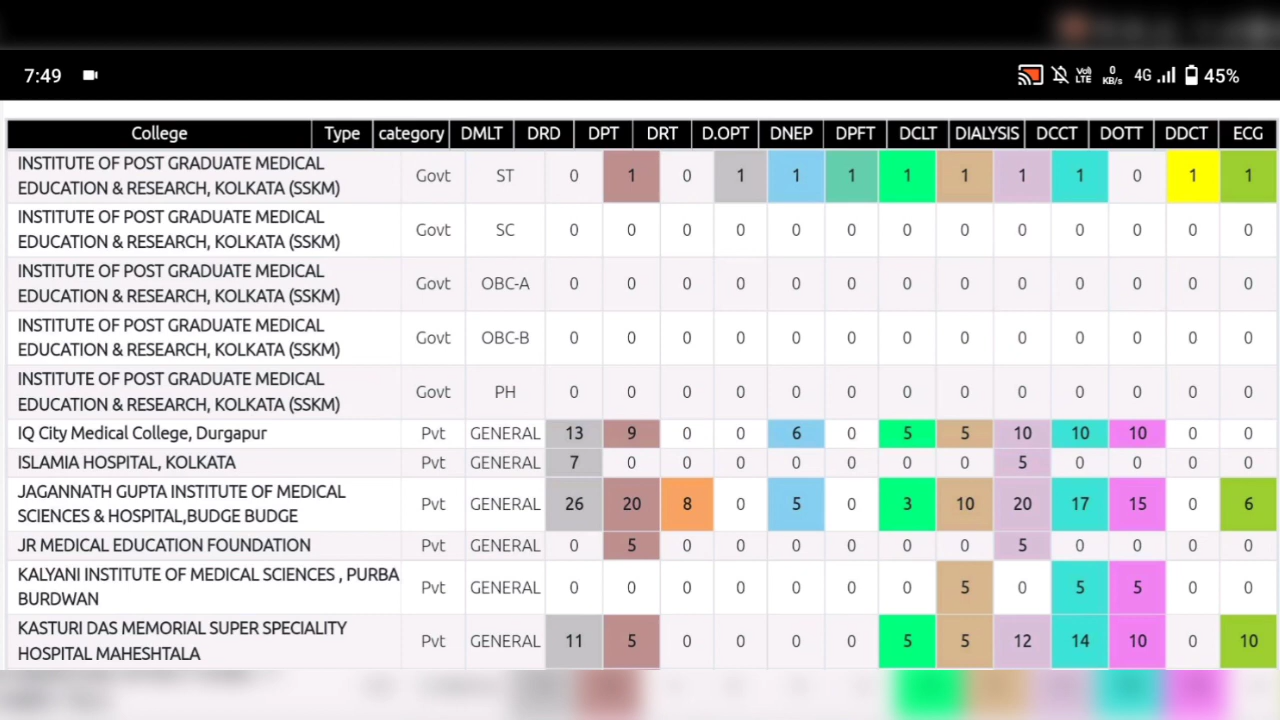 7:49 Vo) LTE 0 KB/s 4G 45%
College Type category DMLT DRD DPT DRT D.OPT DNEP DPFT DCLT DIALYSIS DCCT DOTT DDCT ECG
INSTITUTE OF POST GRADUATE MEDICAL
EDUCATION & RESEARCH, KOLKATA (SSKM) Govt ST 0 1 0 1 1 1 1 1 1 1 0 1 1
INSTITUTE OF POST GRADUATE MEDICAL
EDUCATION & RESEARCH, KOLKATA (SSKM) Govt SC 0 0 0 0 0 0 0 0 0 0 0 0 0
INSTITUTE OF POST GRADUATE MEDICAL
EDUCATION & RESEARCH, KOLKATA (SSKM) Govt OBC-A 0 0 0 0 0 0 0 0 0 0 0 0 0
INSTITUTE OF POST GRADUATE MEDICAL
EDUCATION & RESEARCH, KOLKATA (SSKM) Govt OBC-B 0 0 0 0 0 0 0 0 0 0 0 0 0
INSTITUTE OF POST GRADUATE MEDICAL
EDUCATION & RESEARCH, KOLKATA (SSKM) Govt PH 0 0 0 0 0 0 0 0 0 0 0 0 0
IQ City Medical College, Durgapur Pvt GENERAL 13 9 0 0 6 0 5 5 10 10 10 0 0
ISLAMIA HOSPITAL, KOLKATA Pvt GENERAL 7 0 0 0 0 0 0 0 5 0 0 0 0
JAGANNATH GUPTA INSTITUTE OF MEDICAL
SCIENCES & HOSPITAL,BUDGE BUDGE Pvt GENERAL 26 20 8 0 5 0 3 10 20 17 15 0 6
JR MEDICAL EDUCATION FOUNDATION Pvt GENERAL 0 5 0 0 0 0 0 0 5 0 0 0 0
KALYANI INSTITUTE OF MEDICAL SCIENCES , PURBA
BURDWAN Pvt GENERAL 0 0 0 0 0 0 0 5 0 5 5 0 0
KASTURI DAS MEMORIAL SUPER SPECIALITY
HOSPITAL MAHESHTALA Pvt GENERAL 11 5 0 0 0 0 5 5 12 14 10 0 10